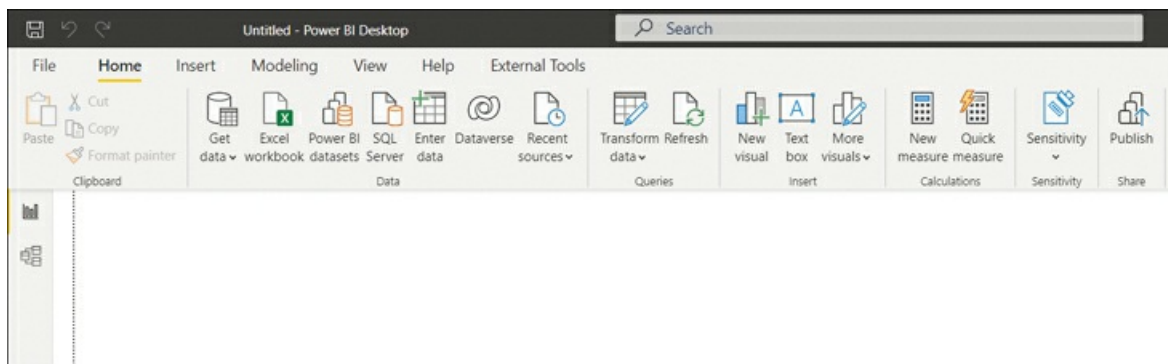 Untitled - Power BI Desktop
Search
File Home Insert Modeling View Help External Tools
Paste
Cut
Copy
Format painter
Clipboard
Get data
Excel workbook
Power BI datasets
SQL Server
Enter data
Dataverse
Recent sources
Data
Transform data
Refresh
Queries
New visual
Text box
More visuals
Insert
New measure
Quick measure
Calculations
Sensitivity
Sensitivity
Publish
Share